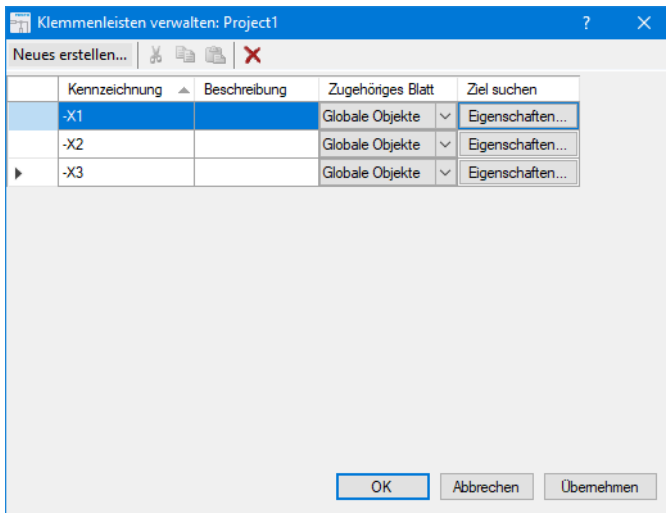 Klemmenleisten verwalten: Project1
Neues erstellen...
Kennzeichnung Beschreibung Zugehöriges Blatt Ziel suchen
-X1 Globale Objekte Eigenschaften...
-X2 Globale Objekte Eigenschaften...
-X3 Globale Objekte Eigenschaften...
OK Abbrechen Übernehmen